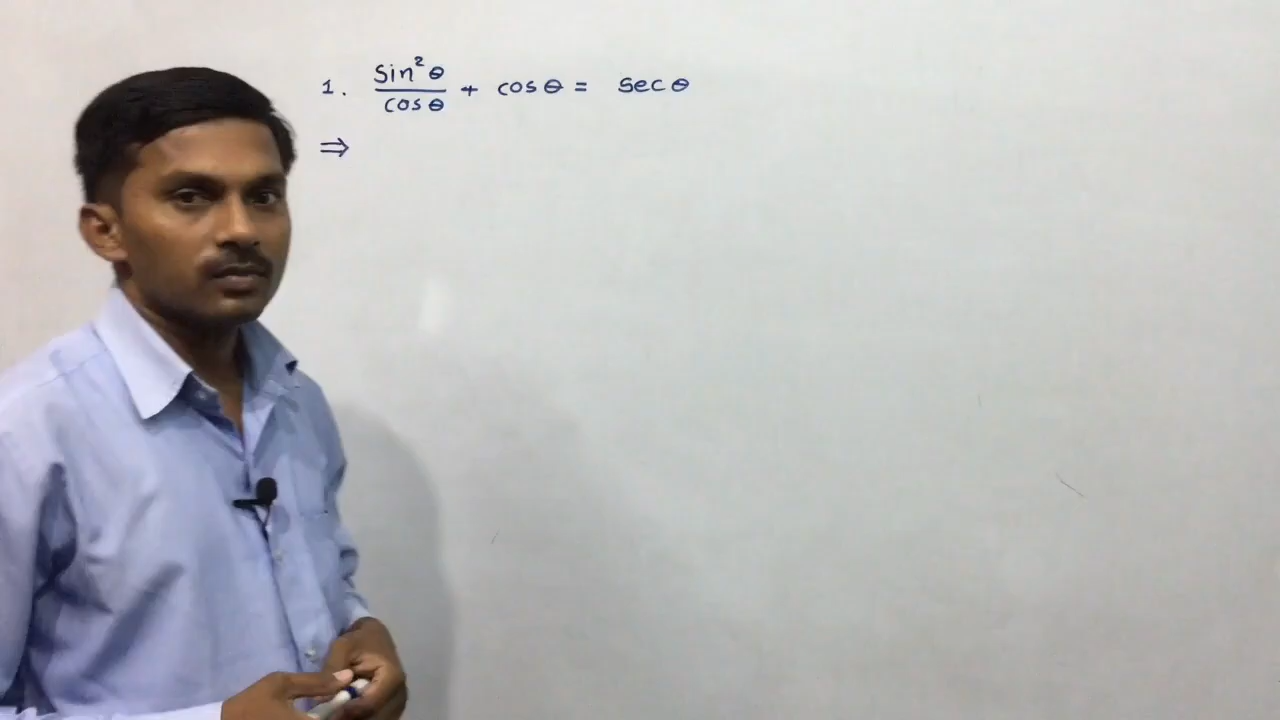 1. sin²θ/cosθ + cosθ = secθ
⇒